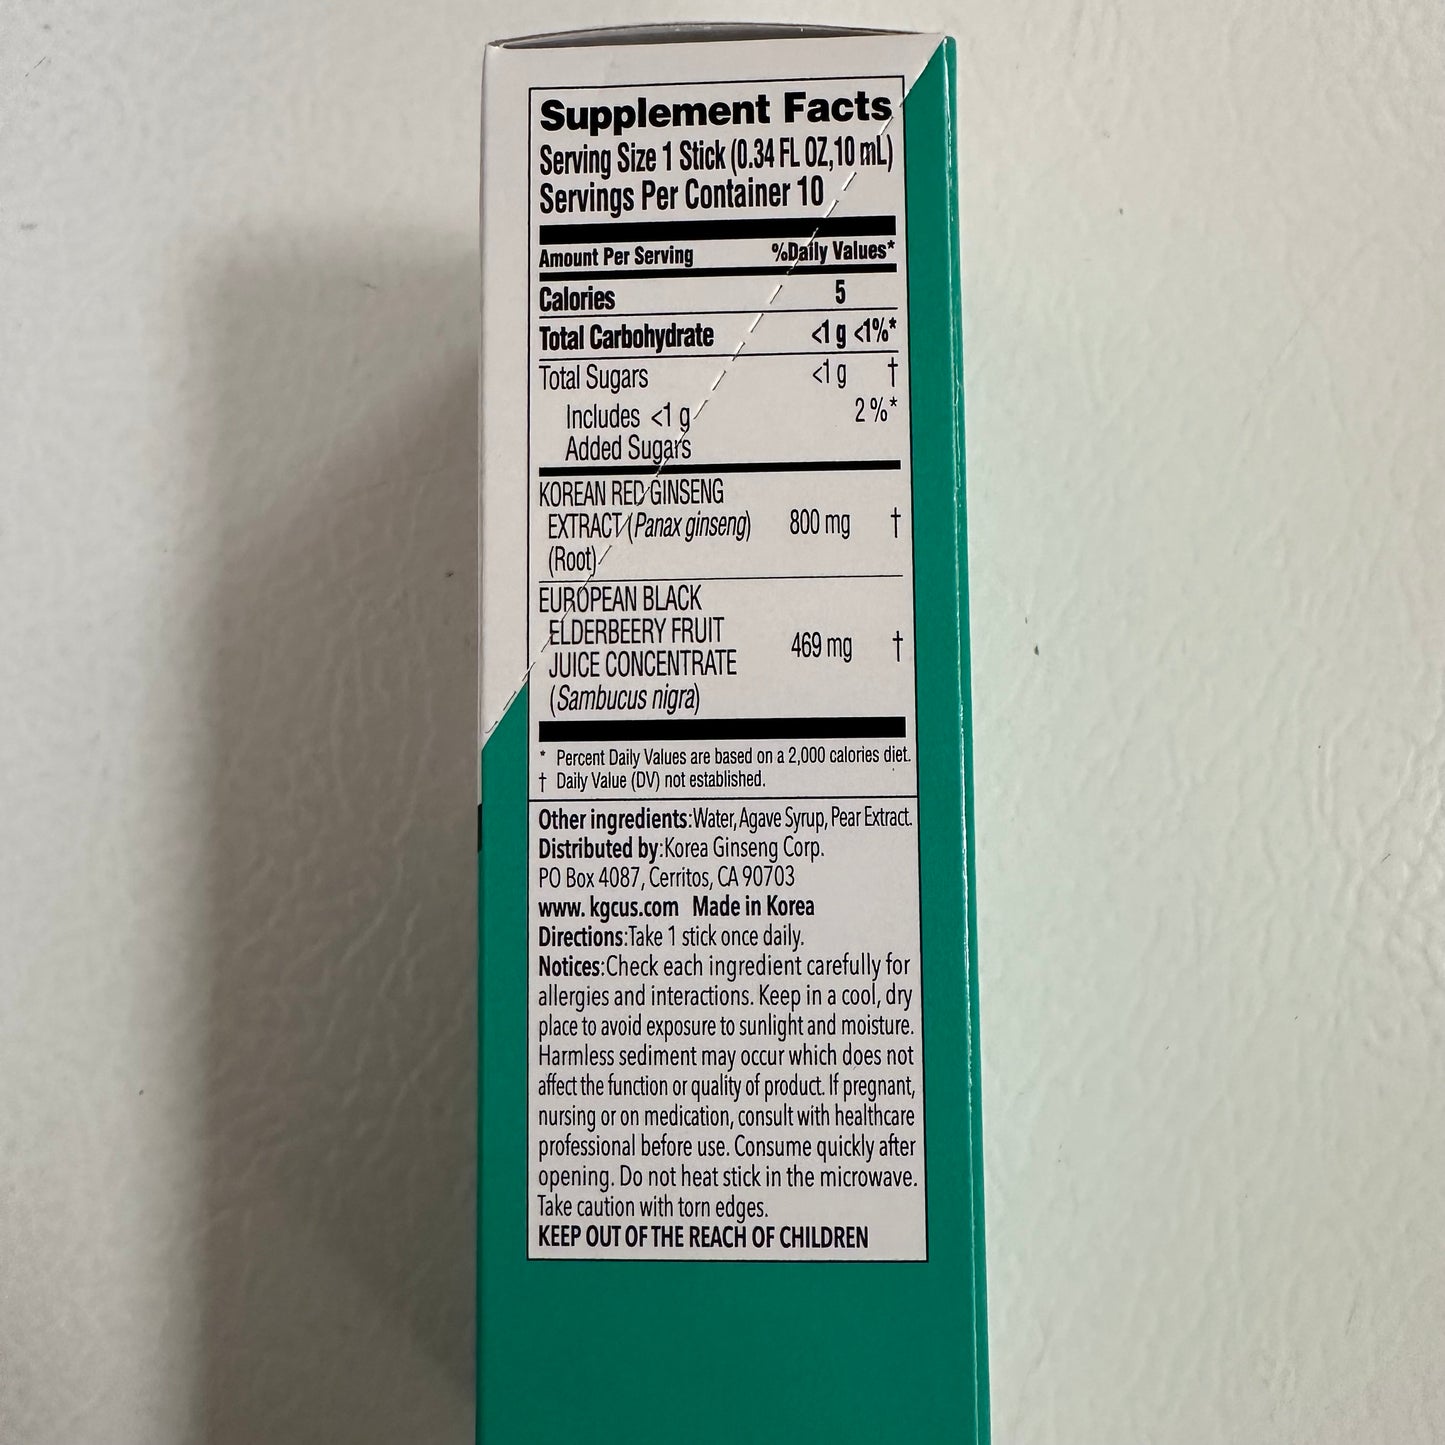 Supplement Facts
Serving Size 1 Stick (0.34 FL OZ,10 mL)
Servings Per Container 10
Amount Per Serving %Daily Values*
Calories 5
Total Carbohydrate <1 g <1%*
Total Sugars <1 g †
Includes <1 g 2%*
Added Sugars
KOREAN RED GINSENG
EXTRACT (Panax ginseng) 800 mg †
(Root)
EUROPEAN BLACK
ELDERBEERY FRUIT
JUICE CONCENTRATE 469 mg †
(Sambucus nigra)
* Percent Daily Values are based on a 2,000 calories diet.
† Daily Value (DV) not established.
Other ingredients:Water, Agave Syrup, Pear Extract.
Distributed by:Korea Ginseng Corp.
PO Box 4087, Cerritos, CA 90703
www. kgcus.com Made in Korea
Directions:Take 1 stick once daily.
Notices:Check each ingredient carefully for
allergies and interactions. Keep in a cool, dry
place to avoid exposure to sunlight and moisture.
Harmless sediment may occur which does not
affect the function or quality of product. If pregnant,
nursing or on medication, consult with healthcare
professional before use. Consume quickly after
opening. Do not heat stick in the microwave.
Take caution with torn edges.
KEEP OUT OF THE REACH OF CHILDREN